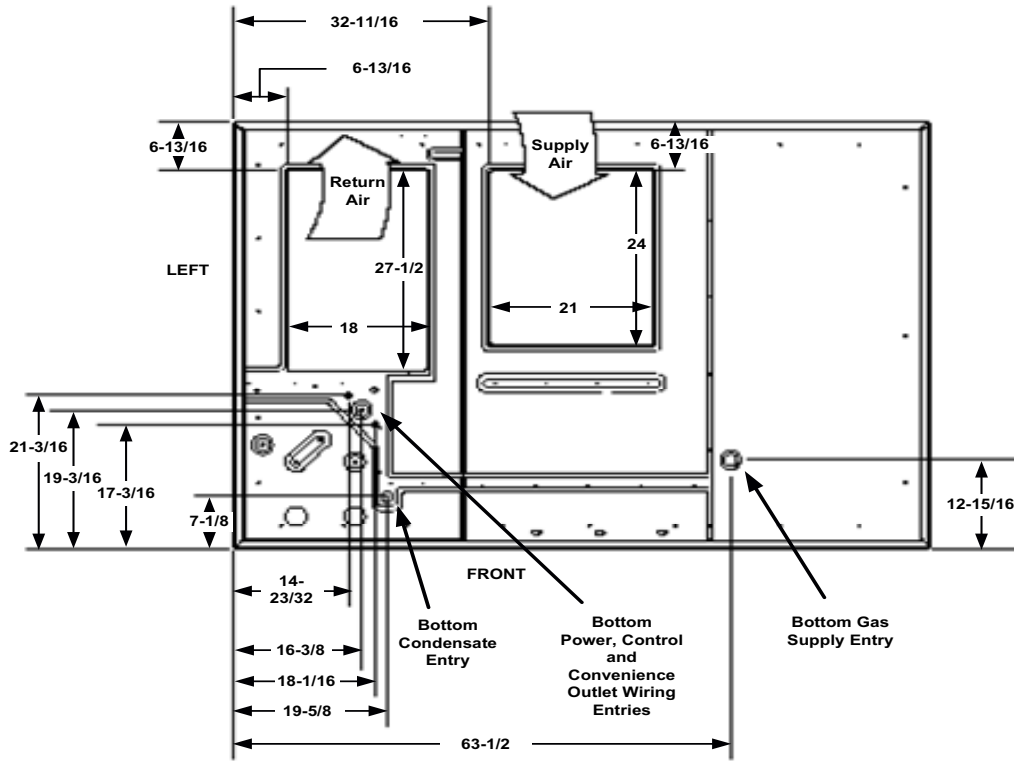 32-11/16
6-13/16
6-13/16
Supply
Air
6-13/16
Return
Air
24
LEFT
27-1/2
18
21
21-3/16
19-3/16
17-3/16
7-1/8
12-15/16
FRONT
14-
23/32
Bottom
Condensate
Entry
Bottom
Power, Control
and
Convenience
Outlet Wiring
Entries
Bottom Gas
Supply Entry
16-3/8
18-1/16
19-5/8
63-1/2